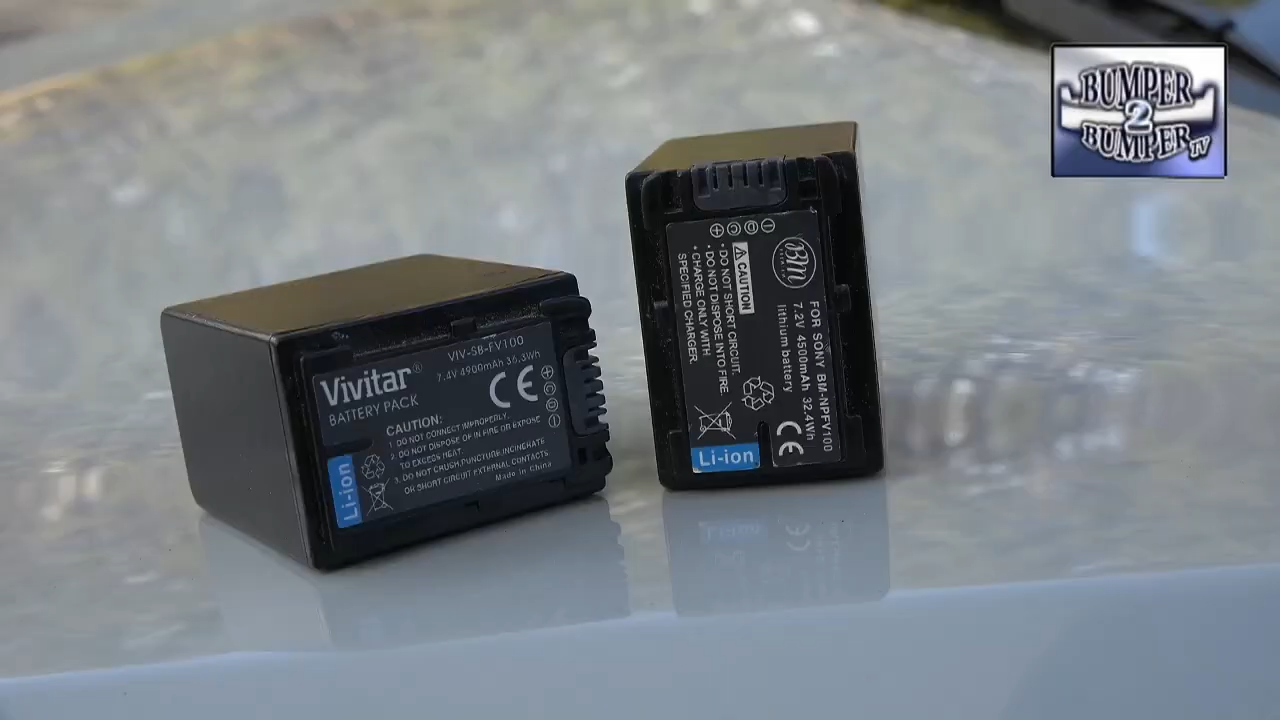 BUMPER
2
BUMPER TV
Vivitar®
BATTERY PACK
VIV-SB-FV100
7.4V 4900mAh 36.3Wh
CE
CAUTION:
1. DO NOT CONNECT IMPROPERLY.
2. DO NOT DISPOSE OF IN FIRE OR EXPOSE
TO EXCESS HEAT.
3. DO NOT CRUSH,PUNCTURE,INCINERATE
OR SHORT CIRCUIT EXTERNAL CONTACTS.
Made in China
Li-ion
BM
FOR SONY BM-NPFV100
7.2V 4500mAh 32.4Wh
lithium battery
CE
CAUTION
• DO NOT SHORT CIRCUIT.
• DO NOT DISPOSE INTO FIRE.
• CHARGE ONLY WITH
SPECIFIED CHARGER.
Li-ion